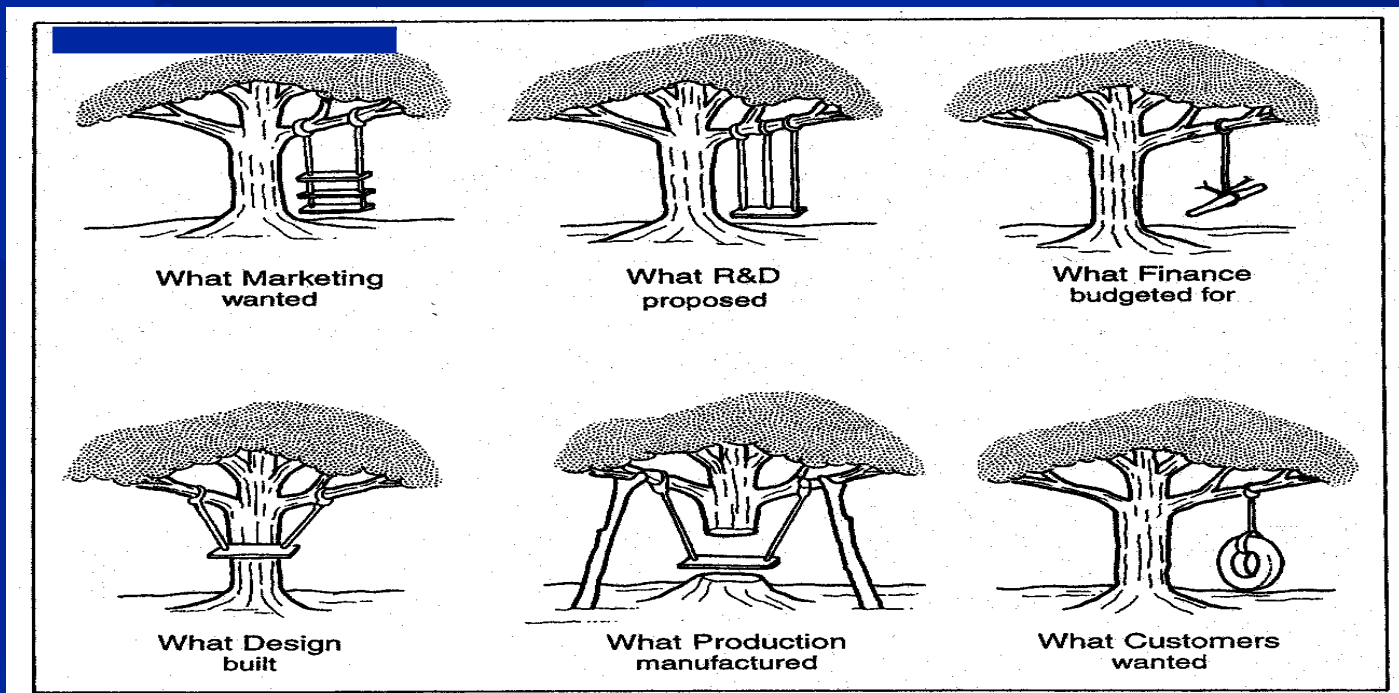 What Marketing
wanted
What R&D
proposed
What Finance
budgeted for
What Design
built
What Production
manufactured
What Customers
wanted